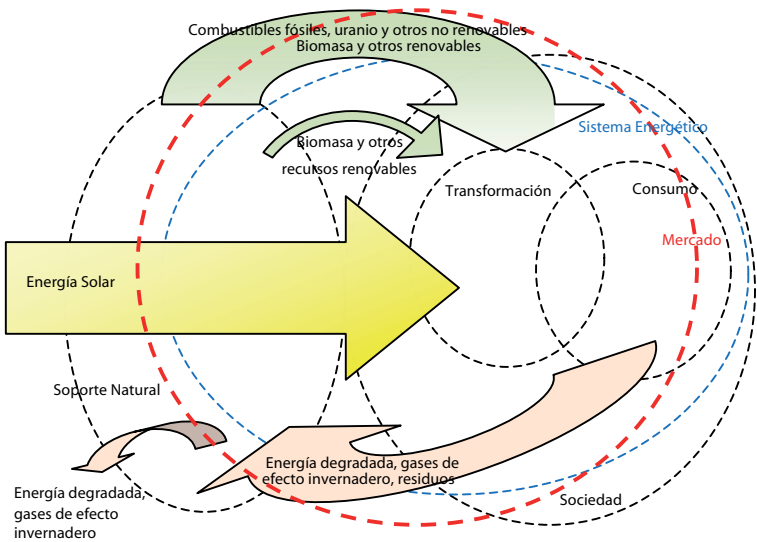 Combustibles fósiles, uranio y otros no renovables
Biomasa y otros renovables
Sistema Energético
Biomasa y otros
recursos renovables
Transformación
Consumo
Mercado
Energía Solar
Soporte Natural
Energía degradada, gases de
efecto invernadero, residuos
Energía degradada,
gases de efecto
invernadero
Sociedad